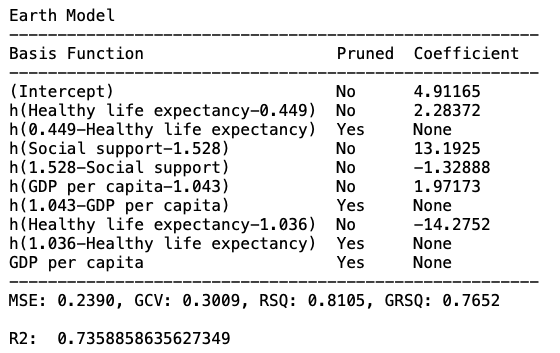 Earth Model
------------------------------------------------------
Basis Function                   Pruned  Coefficient
------------------------------------------------------
(Intercept)                      No      4.91165
h(Healthy life expectancy-0.449) No      2.28372
h(0.449-Healthy life expectancy) Yes     None
h(Social support-1.528)          No      13.1925
h(1.528-Social support)          No      -1.32888
h(GDP per capita-1.043)          No      1.97173
h(1.043-GDP per capita)          Yes     None
h(Healthy life expectancy-1.036) No      -14.2752
h(1.036-Healthy life expectancy) Yes     None
GDP per capita                   Yes     None
------------------------------------------------------
MSE: 0.2390, GCV: 0.3009, RSQ: 0.8105, GRSQ: 0.7652
R2:  0.7358858635627349